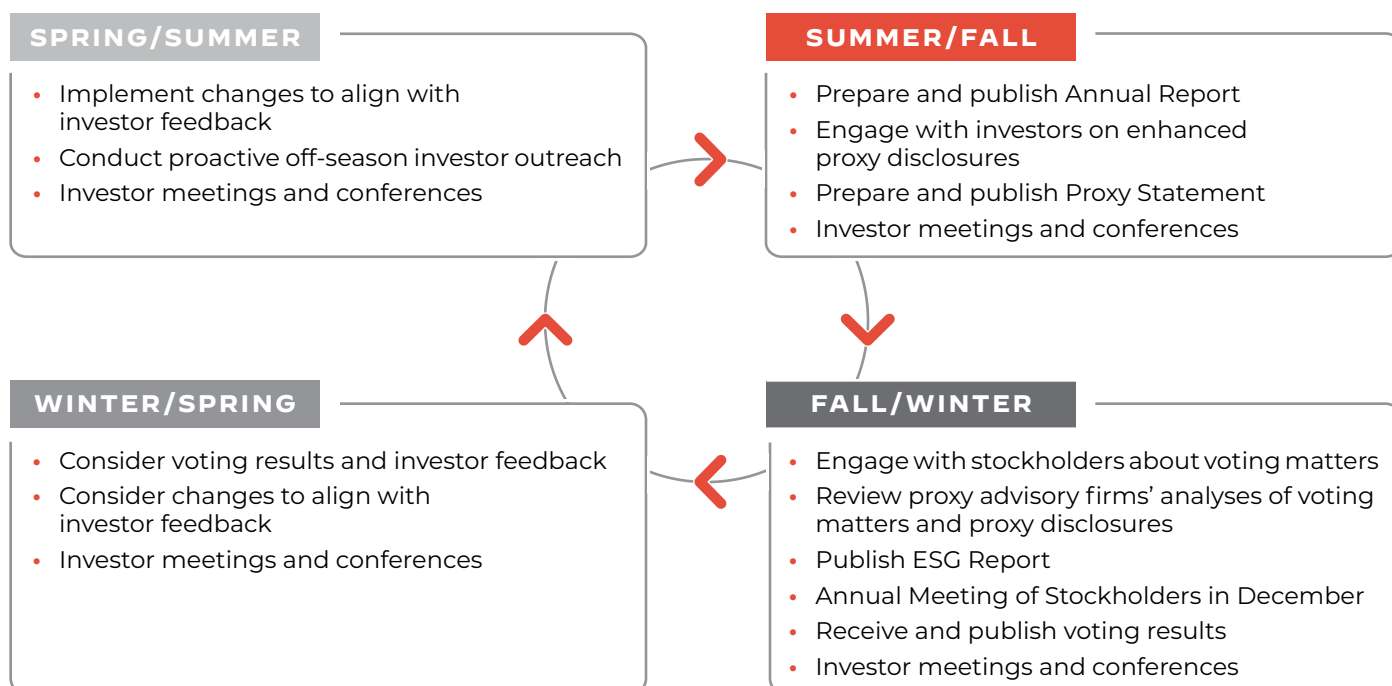 SPRING/SUMMER
• Implement changes to align with
investor feedback
• Conduct proactive off-season investor outreach
• Investor meetings and conferences
SUMMER/FALL
• Prepare and publish Annual Report
• Engage with investors on enhanced
proxy disclosures
• Prepare and publish Proxy Statement
• Investor meetings and conferences
WINTER/SPRING
• Consider voting results and investor feedback
• Consider changes to align with
investor feedback
• Investor meetings and conferences
FALL/WINTER
• Engage with stockholders about voting matters
• Review proxy advisory firms’ analyses of voting
matters and proxy disclosures
• Publish ESG Report
• Annual Meeting of Stockholders in December
• Receive and publish voting results
• Investor meetings and conferences